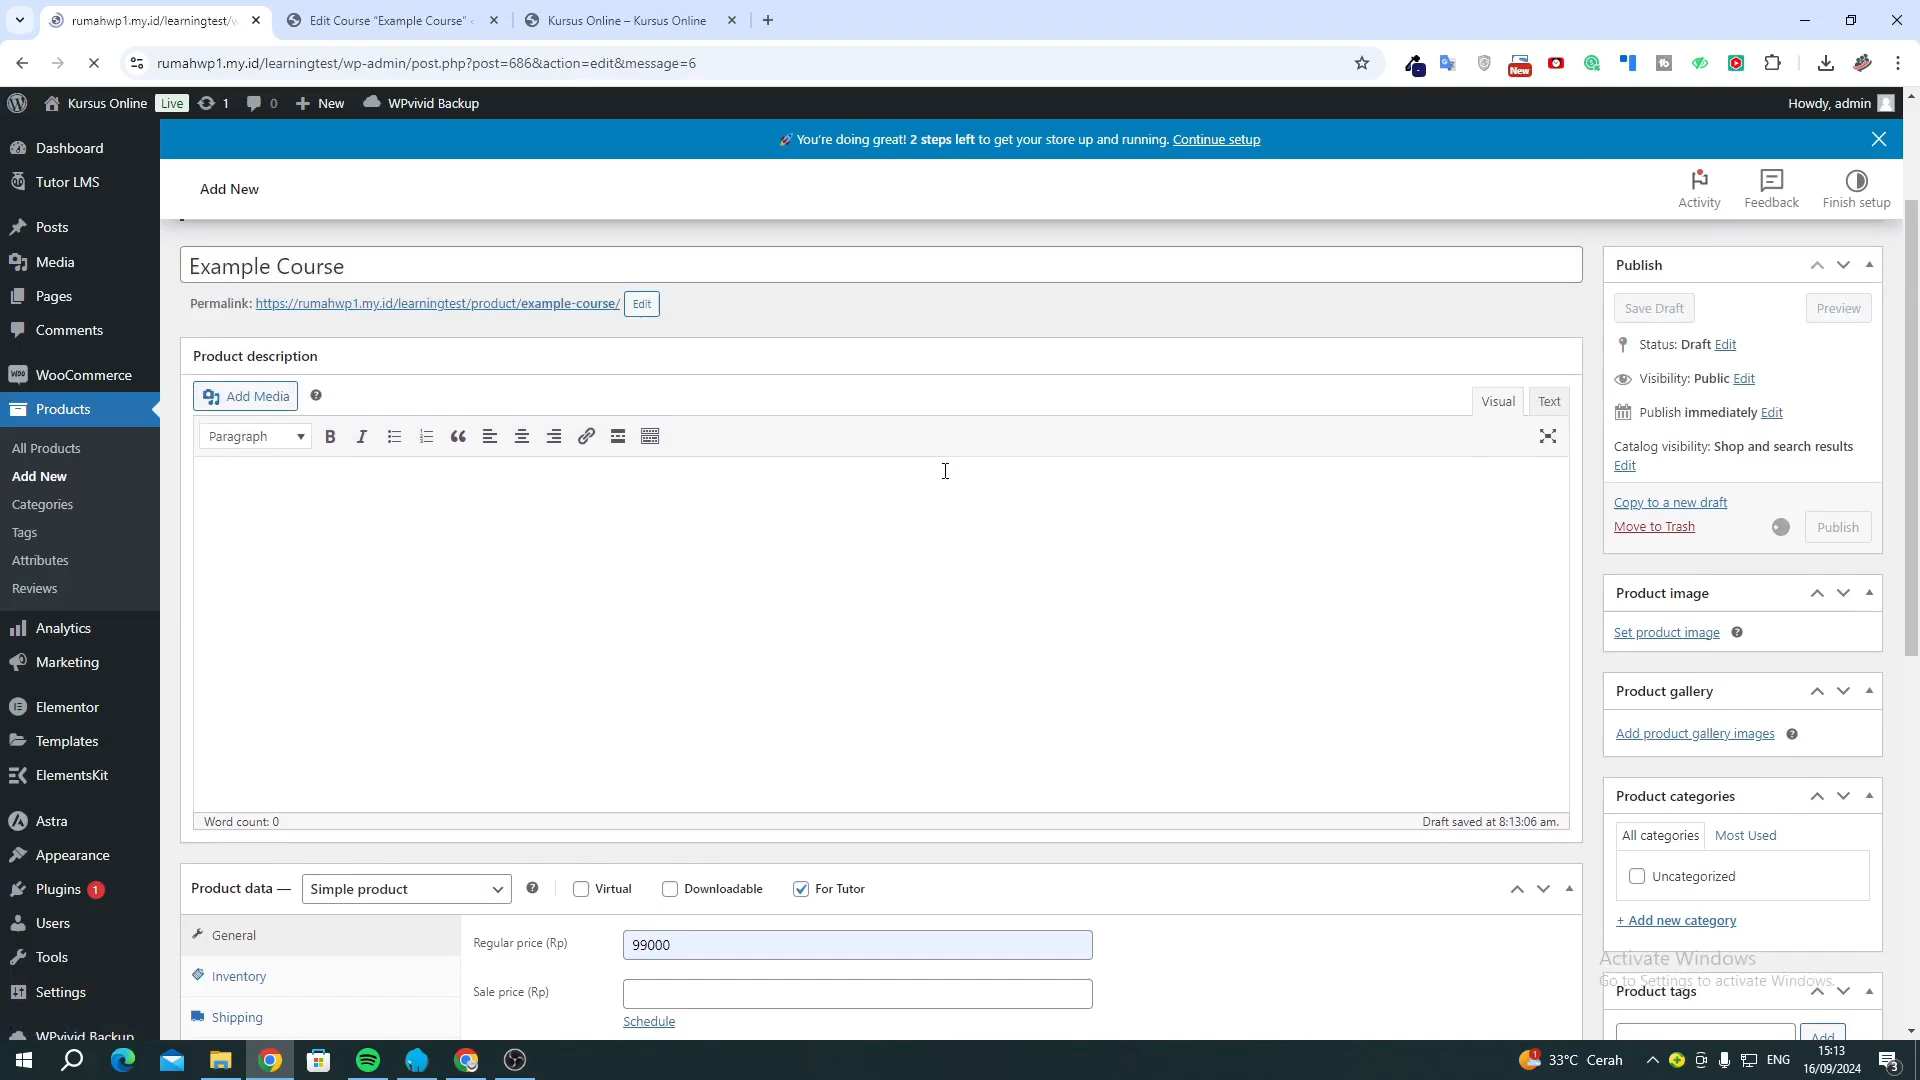 rumahwp1.my.id/learningtest/w
Edit Course “Example Course”
Kursus Online – Kursus Online
rumahwp1.my.id/learningtest/wp-admin/post.php?post=686&action=edit&message=6
New
Kursus Online
Live
1
0
New
WPvivid Backup
Howdy, admin
🚀 You're doing great! 2 steps left to get your store up and running. Continue setup
Add New
Activity
Feedback
Finish setup
Dashboard
Tutor LMS
Posts
Media
Pages
Comments
WooCommerce
Products
All Products
Add New
Categories
Tags
Attributes
Reviews
Analytics
Marketing
Elementor
Templates
ElementsKit
Astra
Appearance
Plugins 1
Users
Tools
Settings
WPvivid Backup
Example Course
Permalink: https://rumahwp1.my.id/learningtest/product/example-course/ Edit
Product description
Add Media
Visual
Text
Paragraph
Word count: 0
Draft saved at 8:13:06 am.
Product data —
Simple product
Virtual
Downloadable
For Tutor
General
Inventory
Shipping
Regular price (Rp)
99000
Sale price (Rp)
Schedule
Publish
Save Draft
Preview
Status: Draft Edit
Visibility: Public Edit
Publish immediately Edit
Catalog visibility: Shop and search results
Edit
Copy to a new draft
Move to Trash
Publish
Product image
Set product image
Product gallery
Add product gallery images
Product categories
All categories
Most Used
Uncategorized
+ Add new category
Activate Windows
Go to Settings to activate Windows.
Product tags
Add
33°C Cerah
ENG
15:13
16/09/2024
3